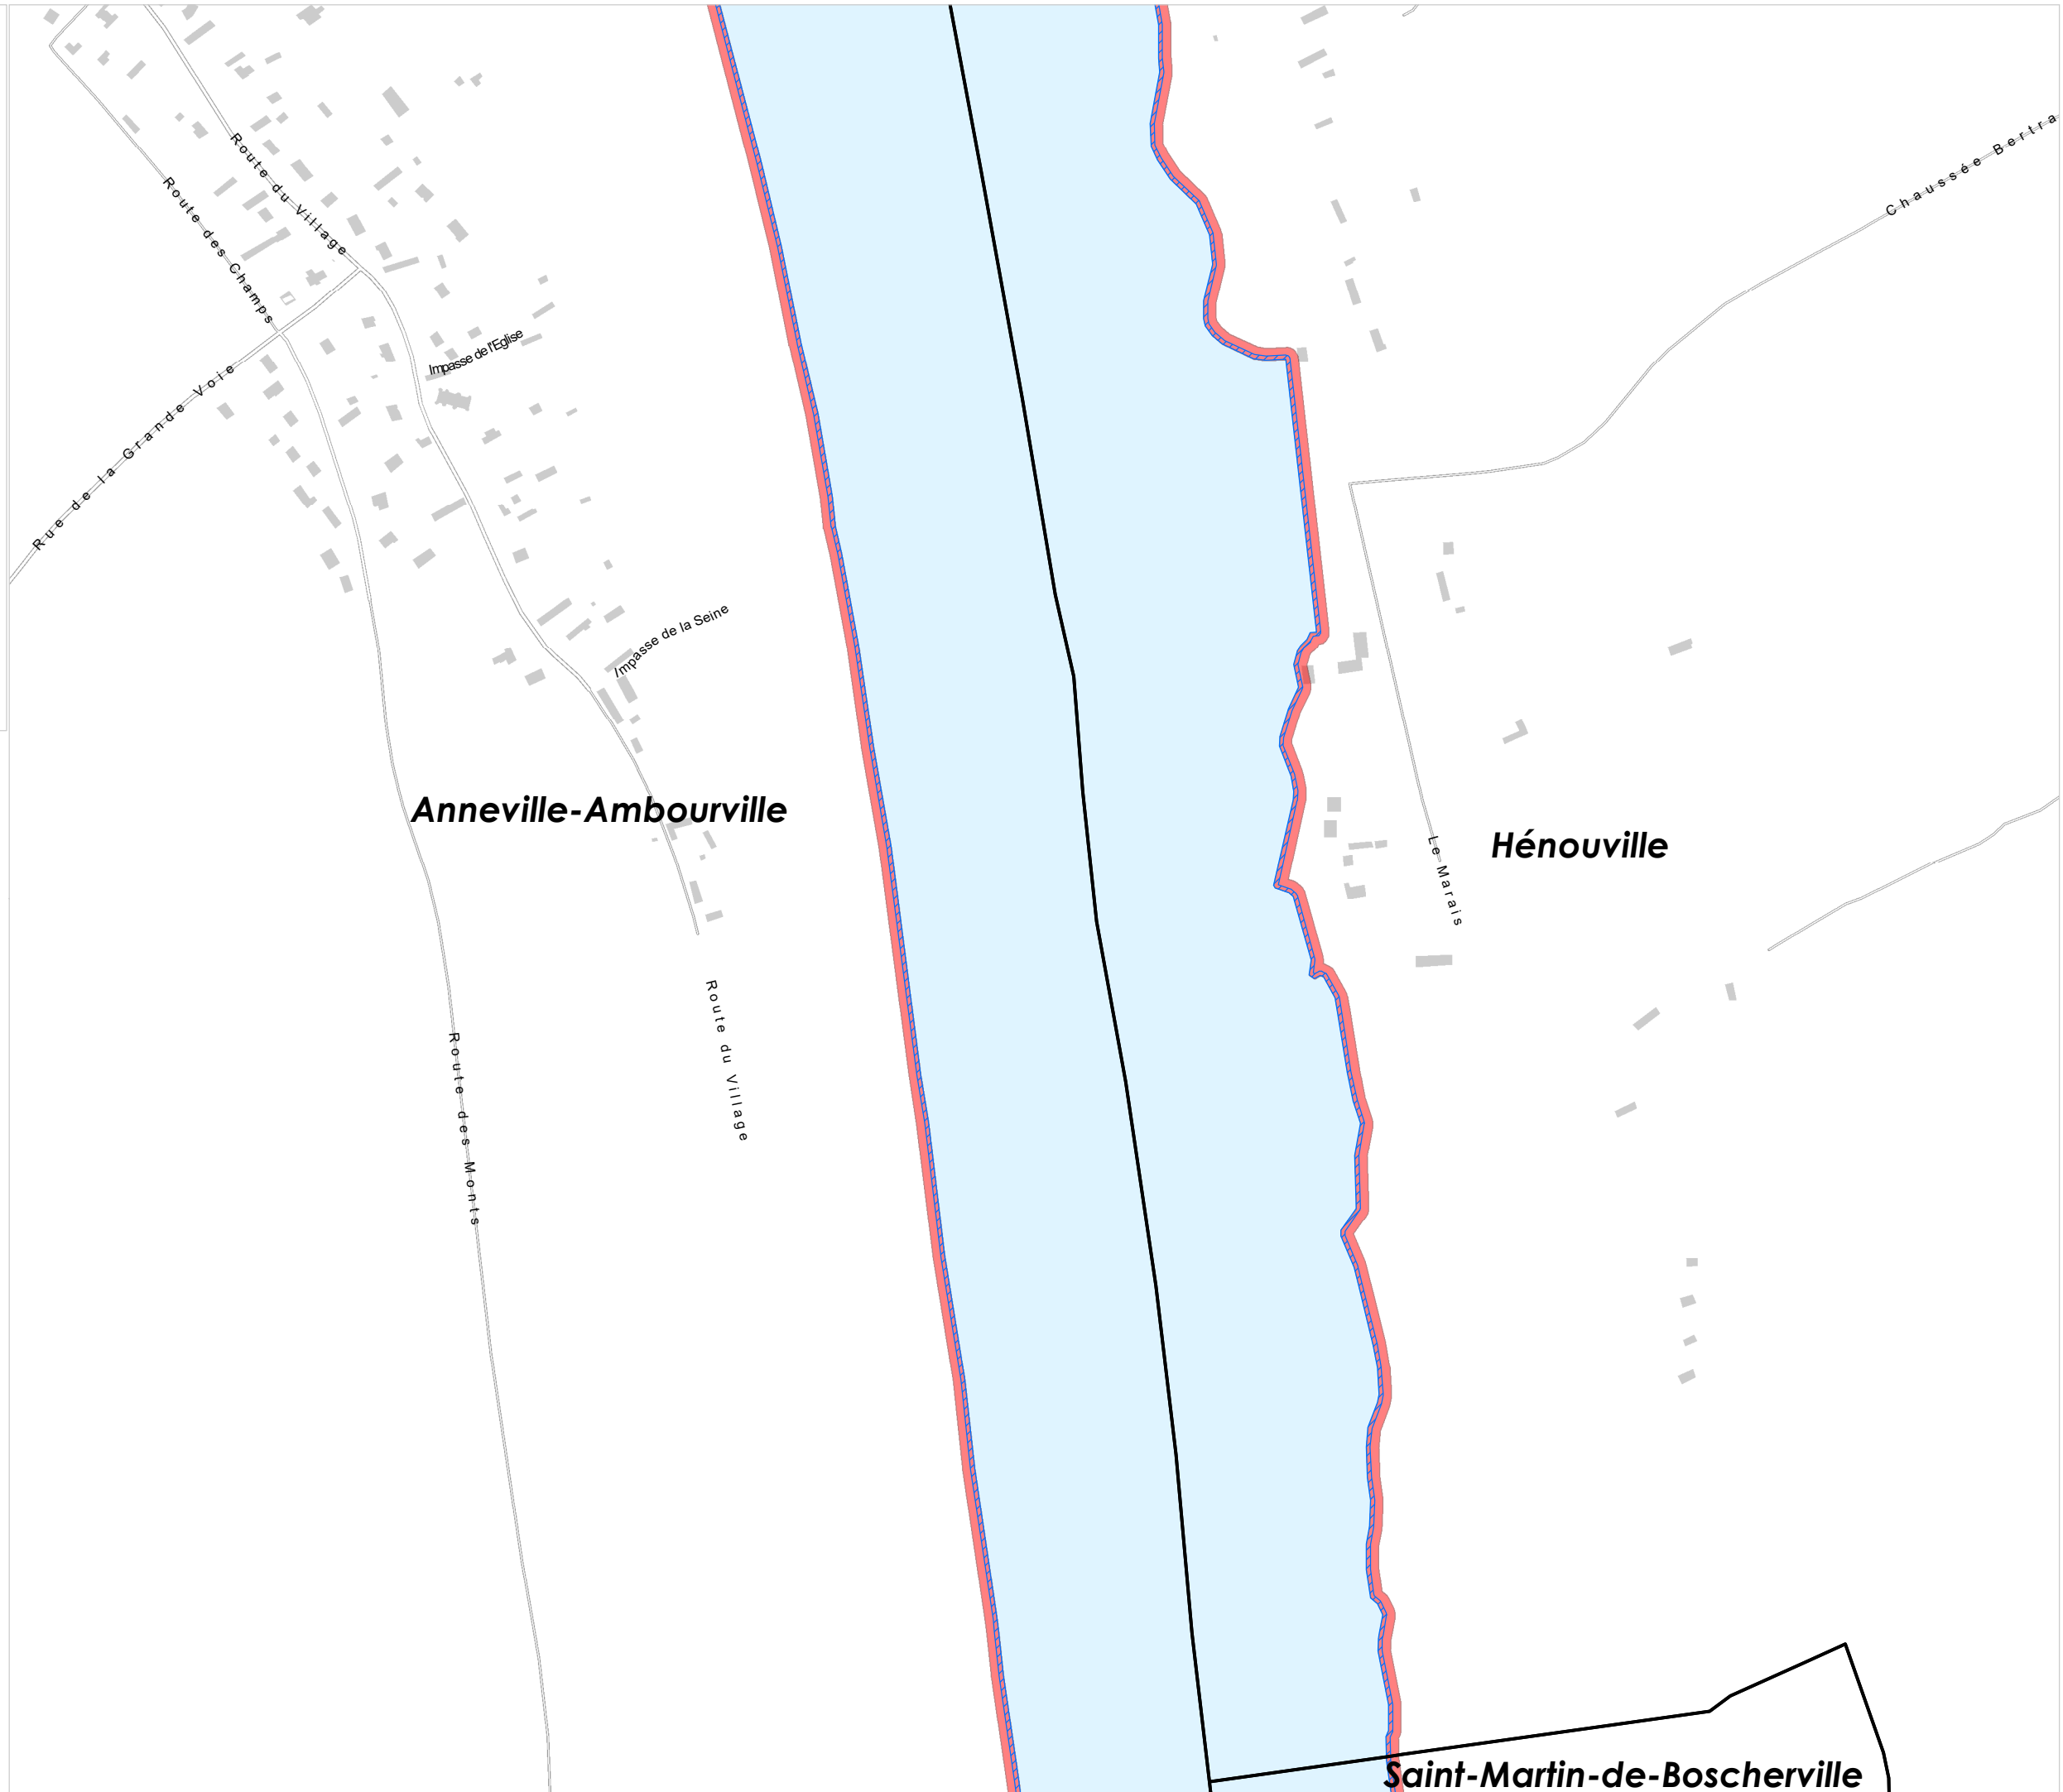 Route du Village
Route des Champs
Chaussée Bertra
Impasse de l'Eglise
Rue de la Grande Voie
Impasse de la Seine
Anneville-Ambourville
Hénouville
Le Marais
Route du Village
Route des Monts
Saint-Martin-de-Boscherville